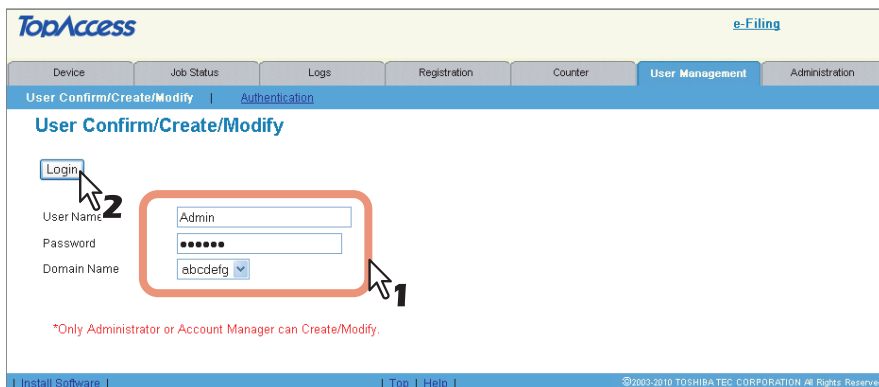 TopAccess
e-Filing
Device Job Status Logs Registration Counter User Management Administration
User Confirm/Create/Modify | Authentication
User Confirm/Create/Modify
Login
2
User Name Admin
Password ●●●●●●
Domain Name abcdefg
1
*Only Administrator or Account Manager can Create/Modify.
| Install Software | | Top | Help | ©2003-2010 TOSHIBA TEC CORPORATION All Rights Reserved